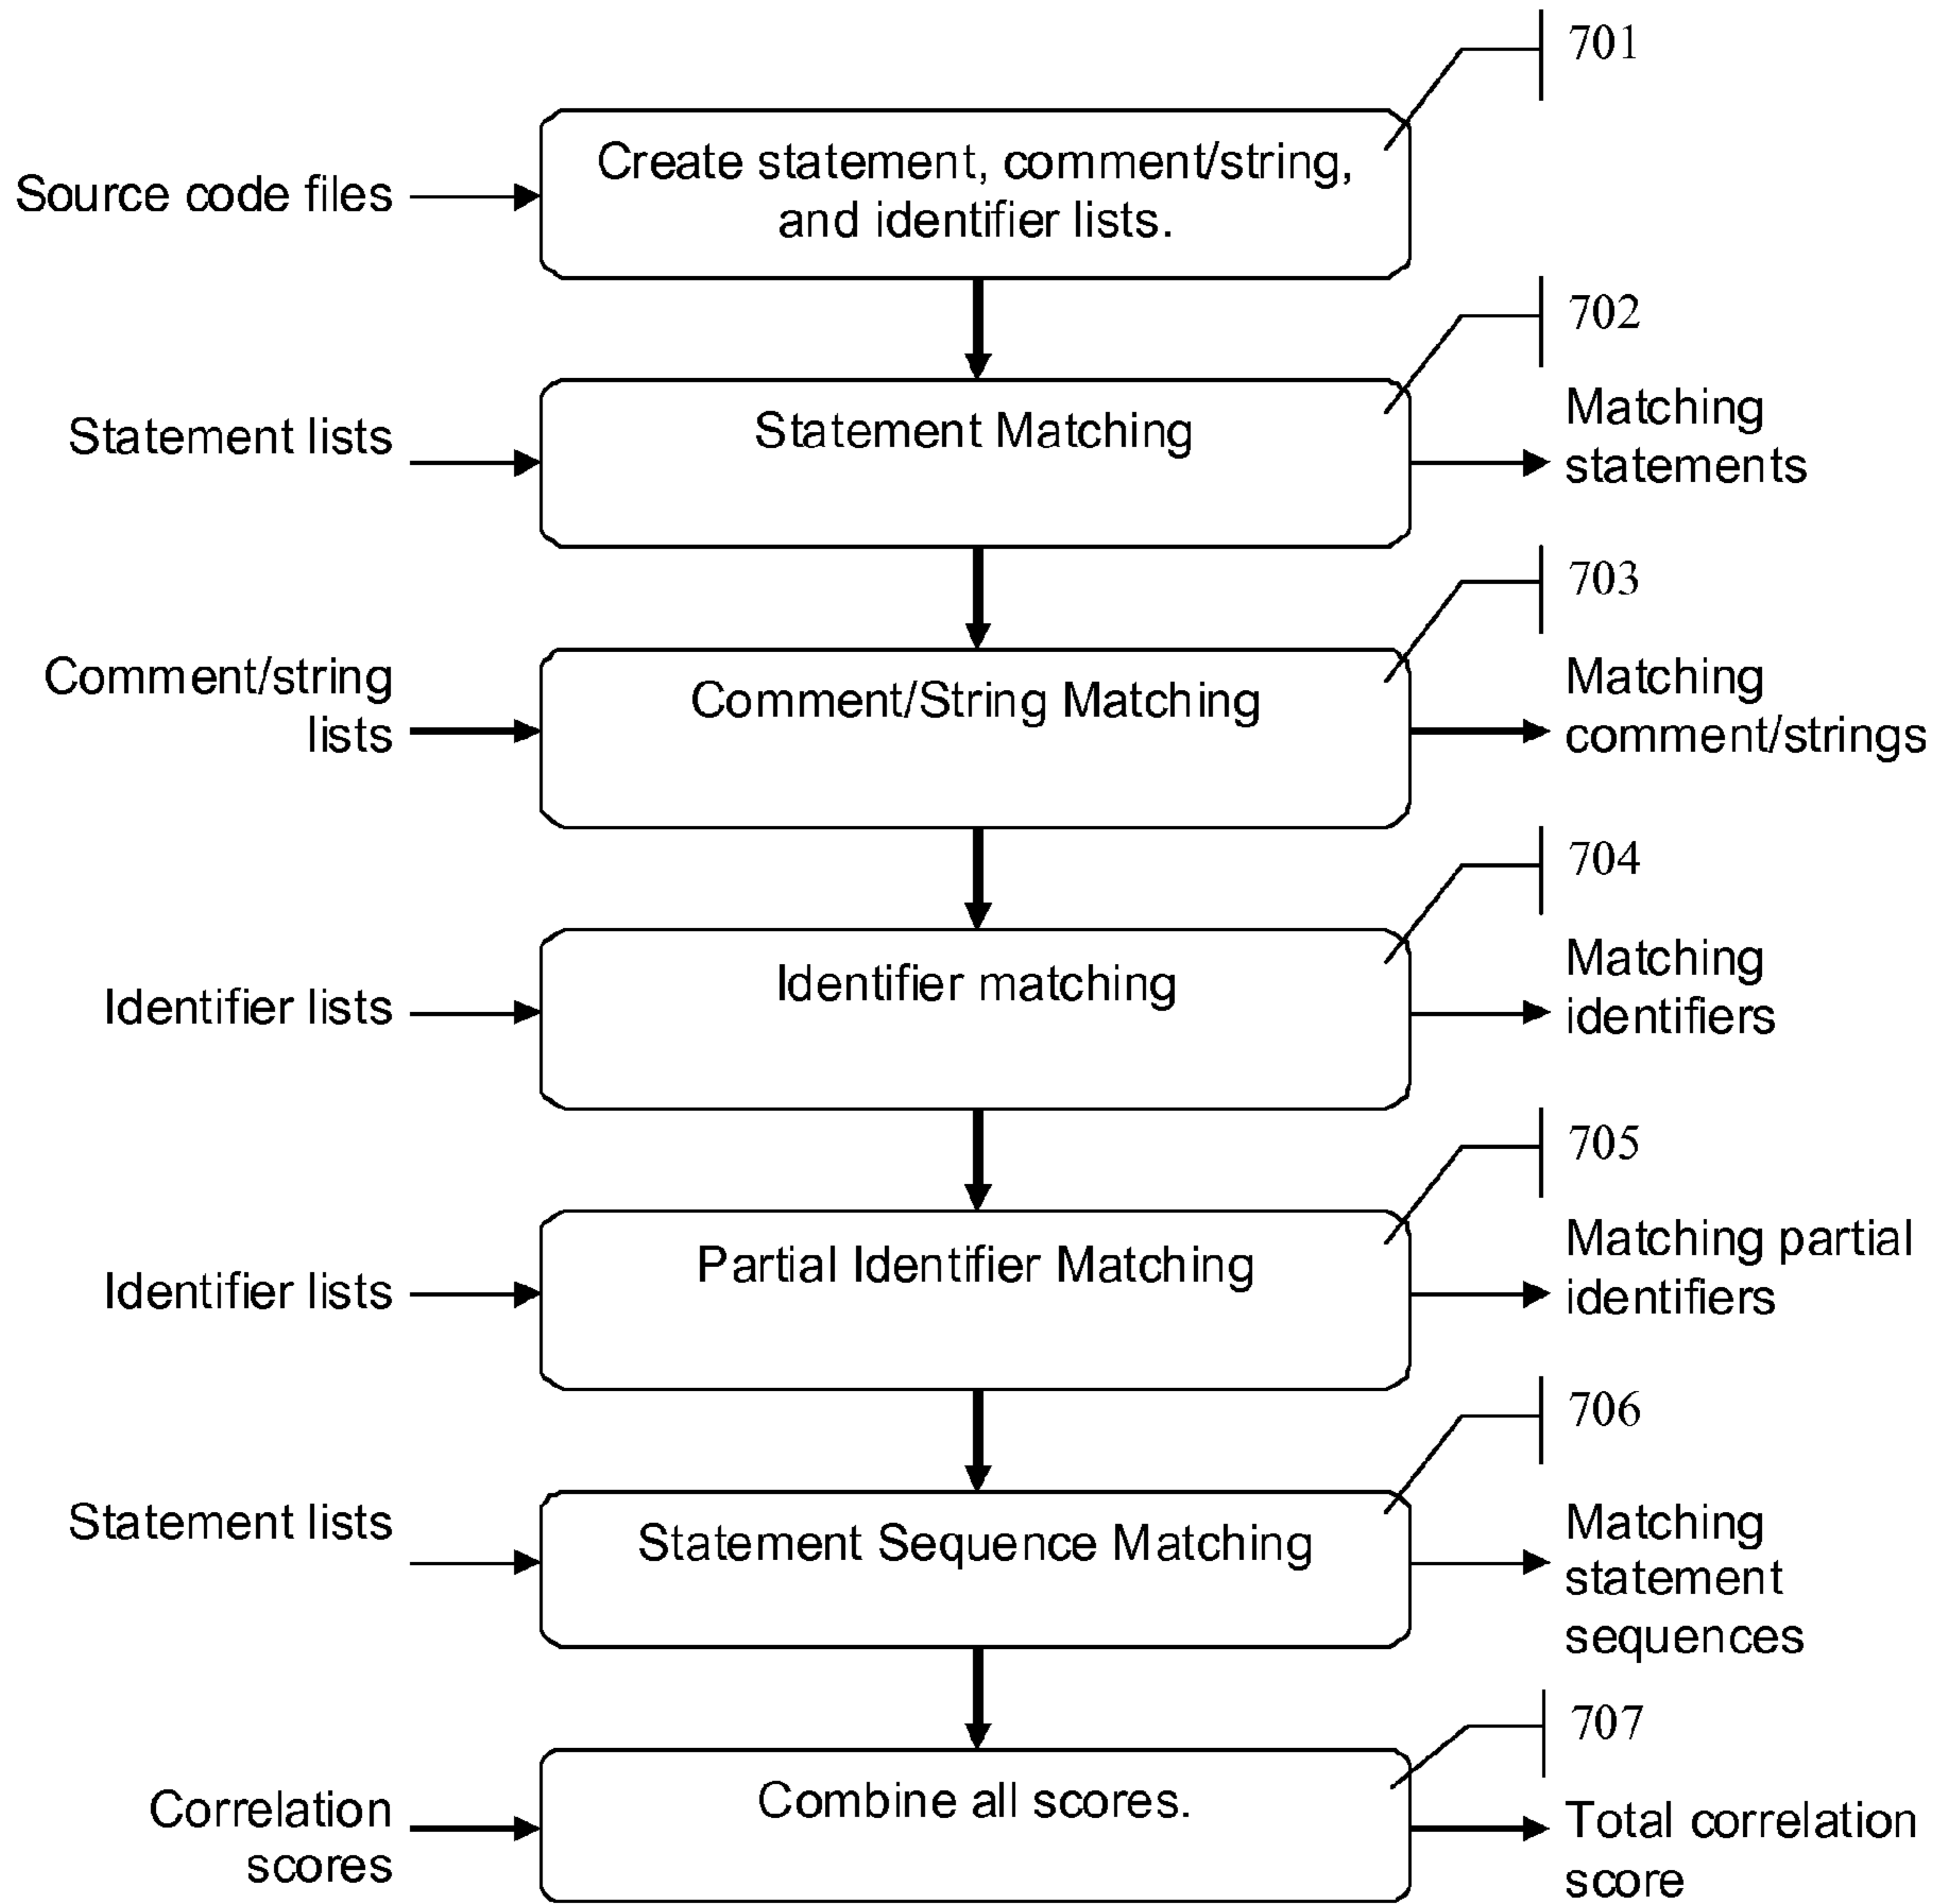 701
Source code files
Create statement, comment/string,
and identifier lists.
702
Statement lists
Statement Matching
Matching
statements
703
Comment/string
lists
Comment/String Matching
Matching
comment/strings
704
Identifier lists
Identifier matching
Matching
identifiers
705
Identifier lists
Partial Identifier Matching
Matching partial
identifiers
706
Statement lists
Statement Sequence Matching
Matching
statement
sequences
707
Correlation
scores
Combine all scores.
Total correlation
score